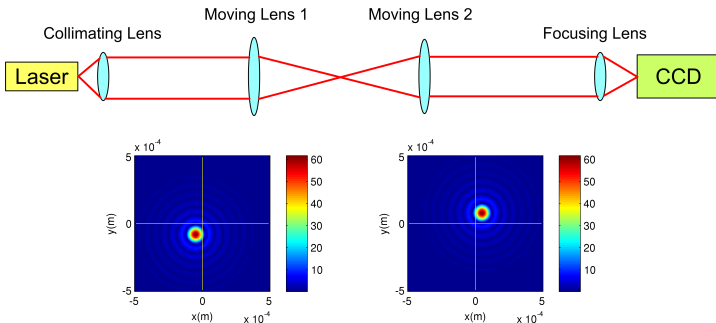 Moving Lens 1 Moving Lens 2
Collimating Lens Focusing Lens
Laser CCD
x 10⁻⁴ x 10⁻⁴
5 60 5 60
50 50
40 40
y(m) 0 30 y(m) 0 30
20 20
10 10
-5 -5
-5 0 5 -5 0 5
x(m) x 10⁻⁴ x(m) x 10⁻⁴